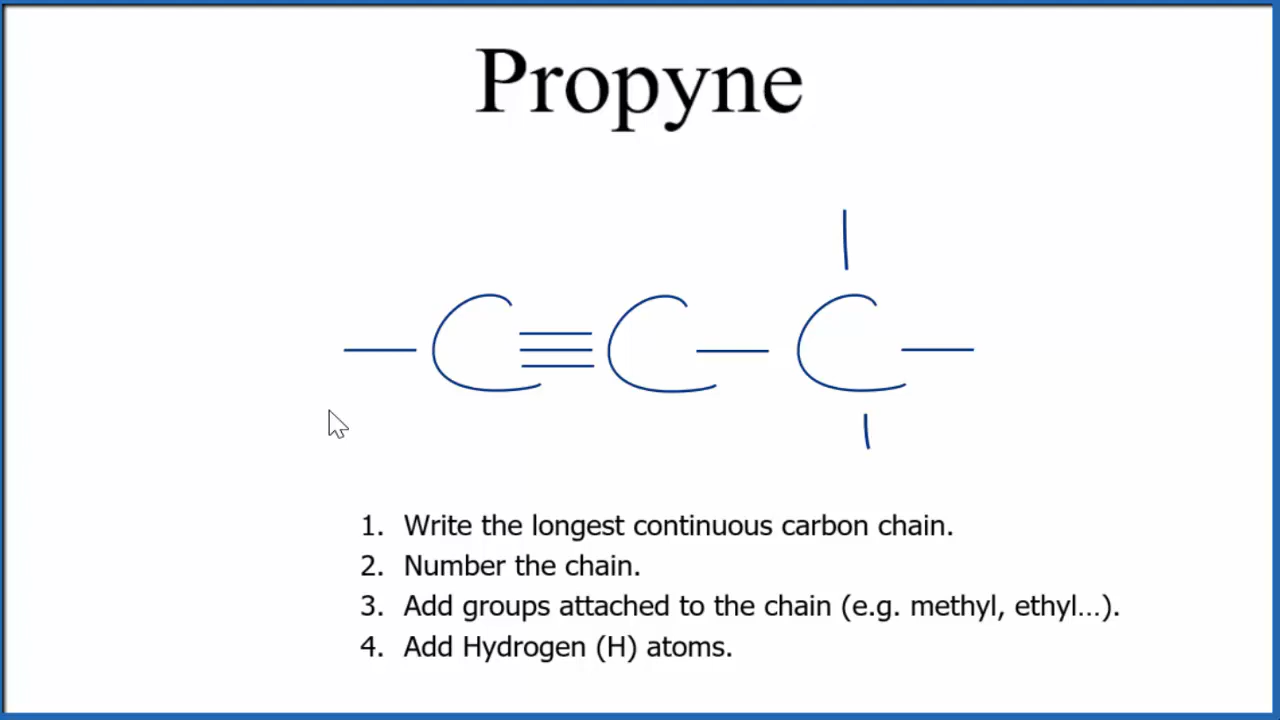 Propyne
C≡C—C
1. Write the longest continuous carbon chain.
2. Number the chain.
3. Add groups attached to the chain (e.g. methyl, ethyl...).
4. Add Hydrogen (H) atoms.